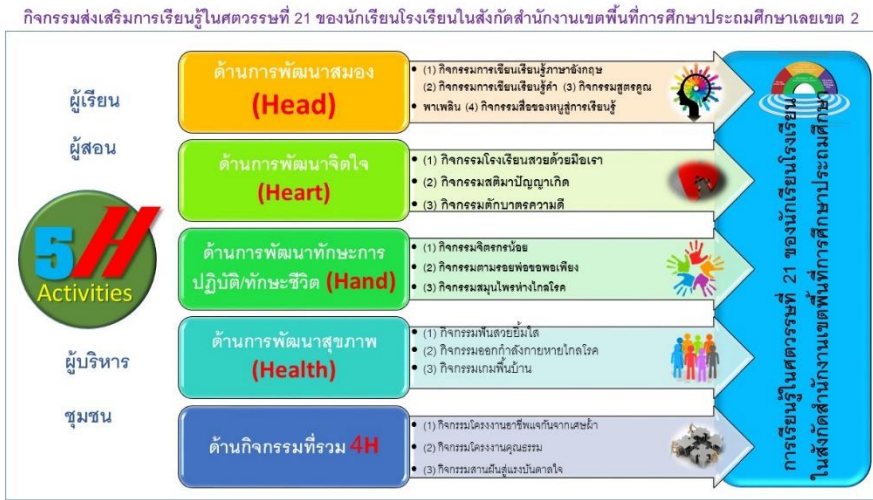 กิจกรรมส่งเสริมการเรียนรู้ในศตวรรษที่ 21 ของนักเรียนโรงเรียนในสังกัดสำนักงานเขตพื้นที่การศึกษาประถมศึกษาเลยเขต 2
ผู้เรียน
ผู้สอน
5H
Activities
ผู้บริหาร
ชุมชน
ด้านการพัฒนาสมอง
(Head)
• (1) กิจกรรมการเขียนเรียนรู้ภาษาอังกฤษ
(2) กิจกรรมการเขียนเรียนรู้คำ (3) กิจกรรมสูตรคูณ
• พาเพลิน (4) กิจกรรมสื่อของหนูสู่การเรียนรู้
ด้านการพัฒนาจิตใจ
(Heart)
• (1) กิจกรรมโรงเรียนสวยด้วยมือเรา
• (2) กิจกรรมสติมาปัญญาเกิด
• (3) กิจกรรมตักบาตรความดี
ด้านการพัฒนาทักษะการ
ปฏิบัติ/ทักษะชีวิต (Hand)
• (1) กิจกรรมจิตรกรน้อย
• (2) กิจกรรมตามรอยพ่อขอพอเพียง
• (3) กิจกรรมสมุนไพรห่างไกลโรค
ด้านการพัฒนาสุขภาพ
(Health)
• (1) กิจกรรมฟันสวยยิ้มใส
• (2) กิจกรรมออกกำลังกายหายไกลโรค
• (3) กิจกรรมเกมพื้นบ้าน
ด้านกิจกรรมที่รวม 4H
• (1) กิจกรรมโครงงานอาชีพแจกันจากเศษผ้า
• (2) กิจกรรมโครงงานคุณธรรม
• (3) กิจกรรมสานฝันสู่แรงบันดาลใจ
การเรียนรู้ในศตวรรษที่ 21 ของนักเรียนโรงเรียน
ในสังกัดสำนักงานเขตพื้นที่การศึกษาประถมศึกษา